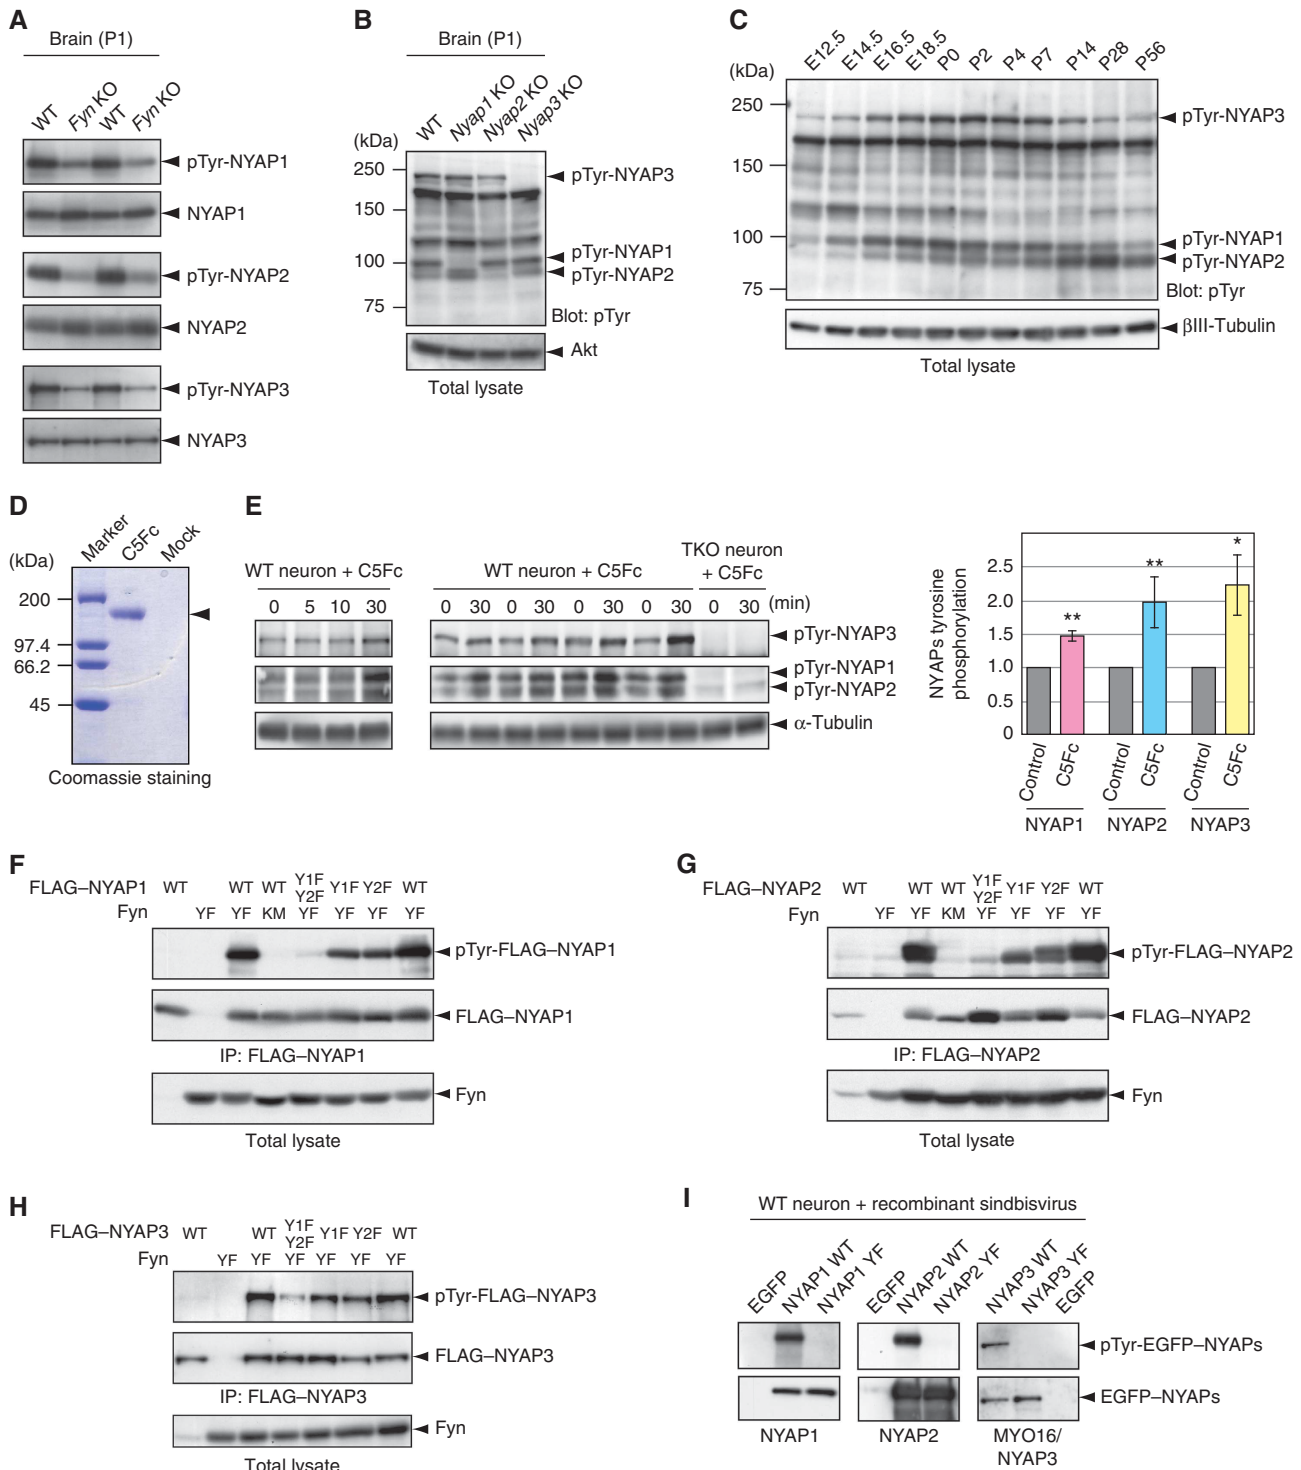 A
Brain (P1)
WT Fyn KO WT Fyn KO
pTyr-NYAP1
NYAP1
pTyr-NYAP2
NYAP2
pTyr-NYAP3
NYAP3
B
Brain (P1)
WT Nyap1 KO Nyap2 KO Nyap3 KO
(kDa)
250
150
100
75
pTyr-NYAP3
pTyr-NYAP1
pTyr-NYAP2
Blot: pTyr
Akt
Total lysate
C
E12.5 E14.5 E16.5 E18.5 P0 P2 P4 P7 P14 P28 P56
(kDa)
250
150
100
75
pTyr-NYAP3
pTyr-NYAP1
pTyr-NYAP2
Blot: pTyr
βIII-Tubulin
Total lysate
D
Marker C5Fc Mock
(kDa)
200
97.4
66.2
45
Coomassie staining
E
WT neuron + C5Fc
0 5 10 30
WT neuron + C5Fc
TKO neuron
+ C5Fc
0 30 0 30 0 30 0 30 0 30 (min)
pTyr-NYAP3
pTyr-NYAP1
pTyr-NYAP2
α-Tubulin
NYAPs tyrosine
phosphorylation
2.5
2.0
1.5
1.0
0.5
0
** ** *
Control C5Fc Control C5Fc Control C5Fc
NYAP1 NYAP2 NYAP3
F
FLAG–NYAP1 WT WT WT Y1F Y2F Y1F Y2F WT
Fyn YF YF KM YF YF YF YF
pTyr-FLAG–NYAP1
FLAG–NYAP1
IP: FLAG–NYAP1
Fyn
Total lysate
G
FLAG–NYAP2 WT WT WT Y1F Y2F Y1F Y2F WT
Fyn YF YF KM YF YF YF YF
pTyr-FLAG–NYAP2
FLAG–NYAP2
IP: FLAG–NYAP2
Fyn
Total lysate
H
FLAG–NYAP3 WT WT Y1F Y2F Y1F Y2F WT
Fyn YF YF YF YF YF YF
pTyr-FLAG–NYAP3
FLAG–NYAP3
IP: FLAG–NYAP3
Fyn
Total lysate
I
WT neuron + recombinant sindbisvirus
EGFP NYAP1 WT NYAP1 YF
EGFP NYAP2 WT NYAP2 YF
NYAP3 WT NYAP3 YF EGFP
pTyr-EGFP–NYAPs
EGFP–NYAPs
NYAP1
NYAP2
MYO16/
NYAP3